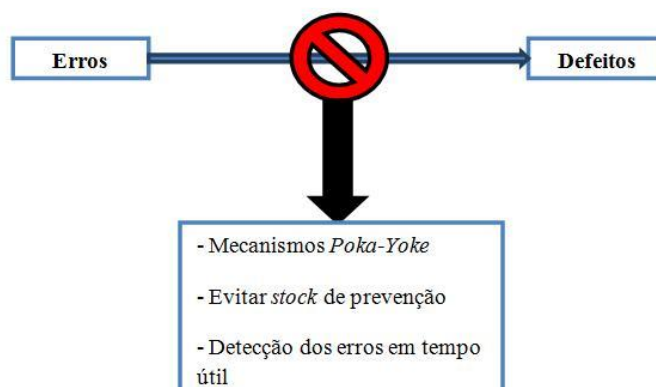 Erros
Defeitos
- Mecanismos Poka-Yoke
- Evitar stock de prevenção
- Detecção dos erros em tempo
útil